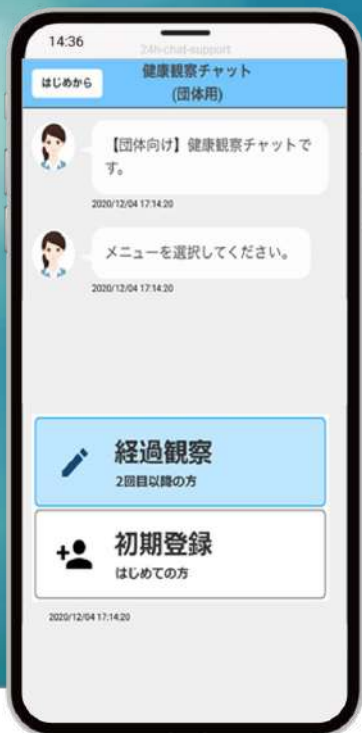 14:36
24h-chat-support
はじめから
健康観察チャット
(団体用)
【団体向け】健康観察チャットで
す。
2020/12/04 17:14:20
メニューを選択してください。
2020/12/04 17:14:20
経過観察
2回目以降の方
初期登録
はじめての方
2020/12/04 17:14:20